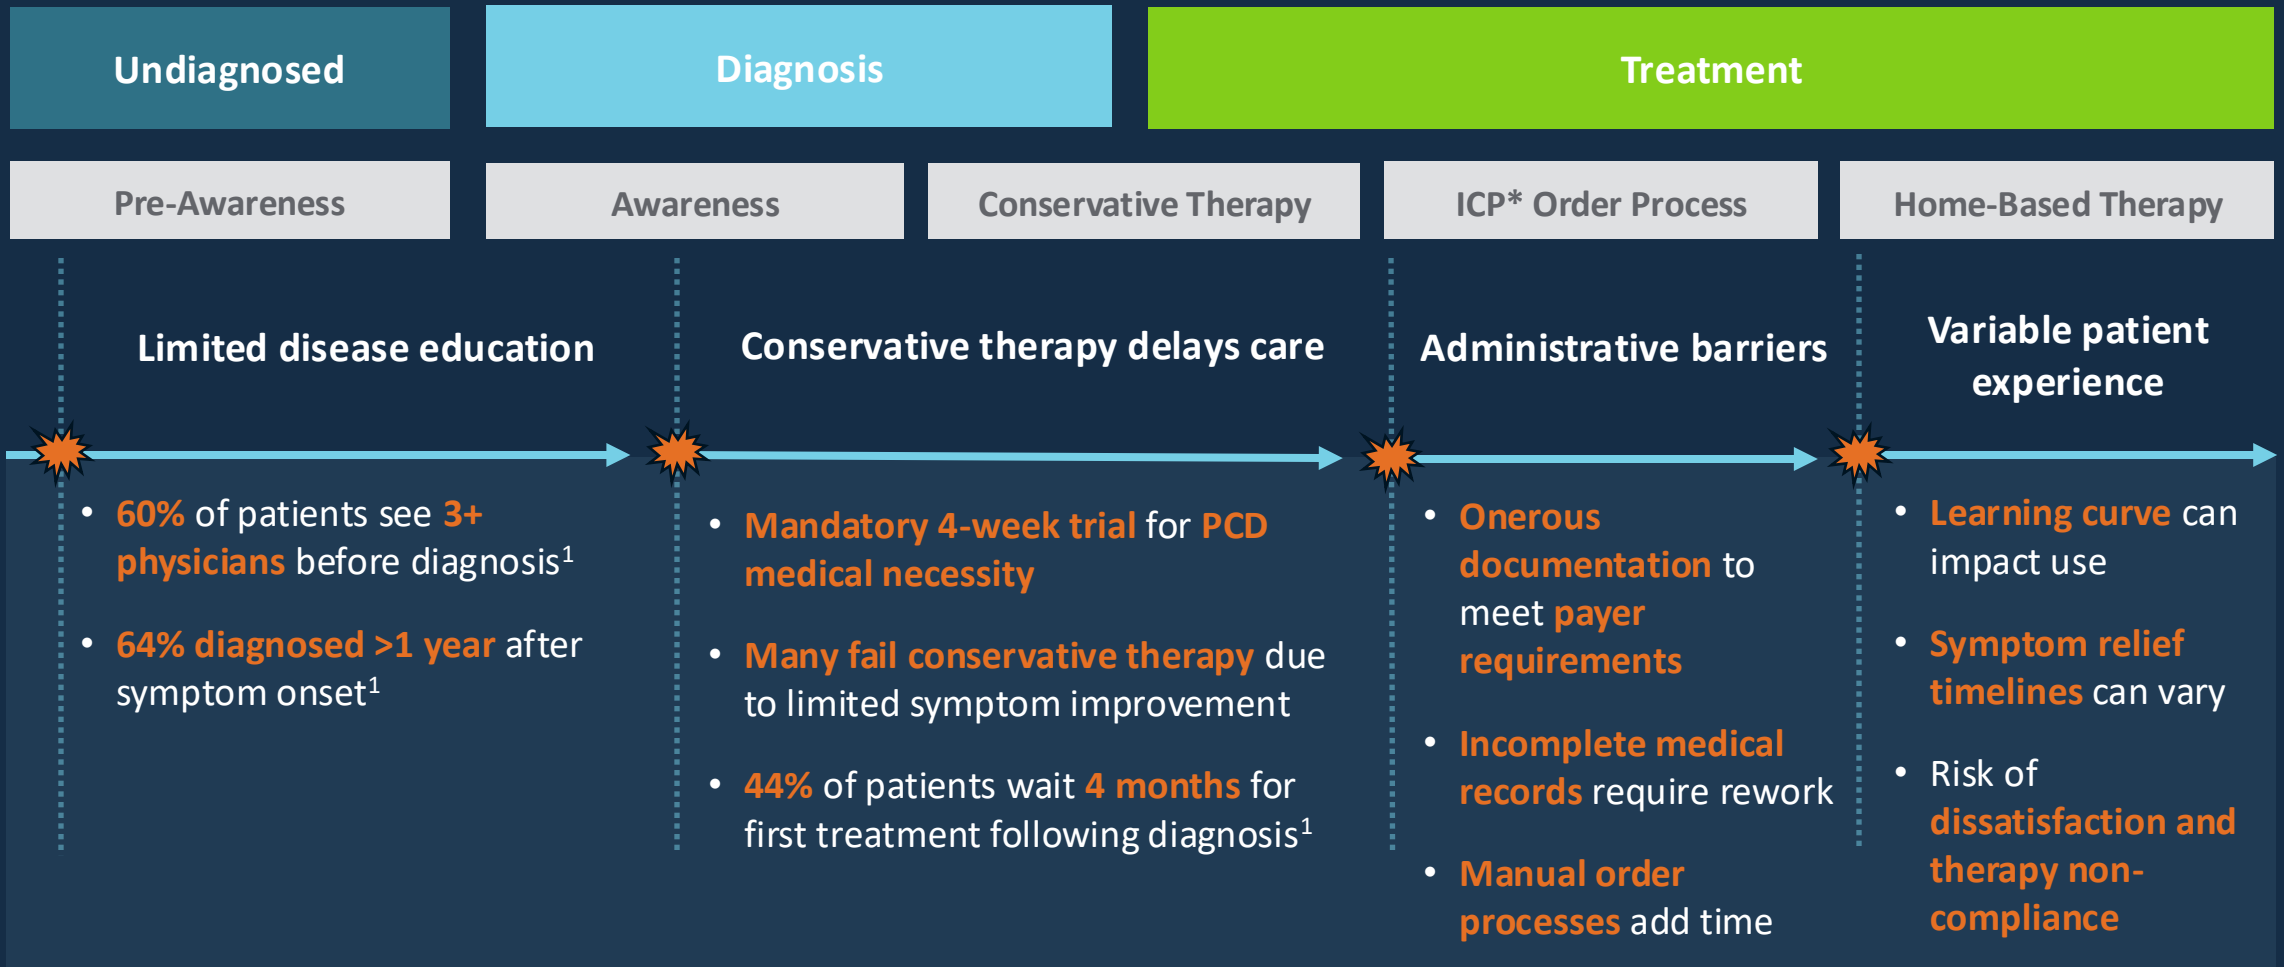 Undiagnosed
Diagnosis
Treatment
Pre-Awareness
Awareness
Conservative Therapy
ICP* Order Process
Home-Based Therapy
Limited disease education
• 60% of patients see 3+
physicians before diagnosis¹
• 64% diagnosed >1 year after
symptom onset¹
Conservative therapy delays care
• Mandatory 4-week trial for PCD
medical necessity
• Many fail conservative therapy due
to limited symptom improvement
• 44% of patients wait 4 months for
first treatment following diagnosis¹
Administrative barriers
• Onerous
documentation to
meet payer
requirements
• Incomplete medical
records require rework
• Manual order
processes add time
Variable patient
experience
• Learning curve can
impact use
• Symptom relief
timelines can vary
• Risk of
dissatisfaction and
therapy non-
compliance